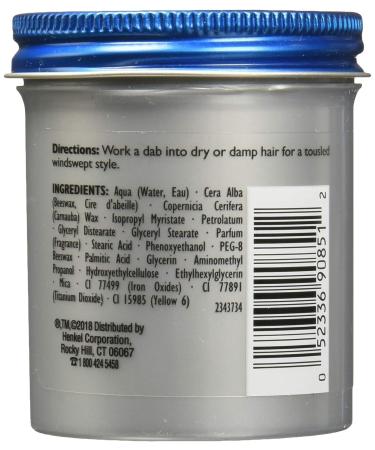 Directions: Work a dab into dry or damp hair for a tousled
windswept style.
INGREDIENTS: Aqua (Water, Eau) · Cera Alba
(Beeswax, Cire d'abeille) · Copernicia Cerifera
(Carnauba) Wax · Isopropyl Myristate · Petrolatum
· Glyceryl Distearate · Glyceryl Stearate · Parfum
(Fragrance) · Stearic Acid · Phenoxyethanol · PEG-8
Beeswax · Palmitic Acid · Glycerin · Aminomethyl
Propanol · Hydroxyethylcellulose · Ethylhexylglycerin
· Mica · CI 77499 (Iron Oxides) · CI 77891
(Titanium Dioxide) · CI 15985 (Yellow 6)
2343734
®,TM,©2018 Distributed by
Henkel Corporation,
Rocky Hill, CT 06067
☎1 800 424 5458
0 52336 90851 2